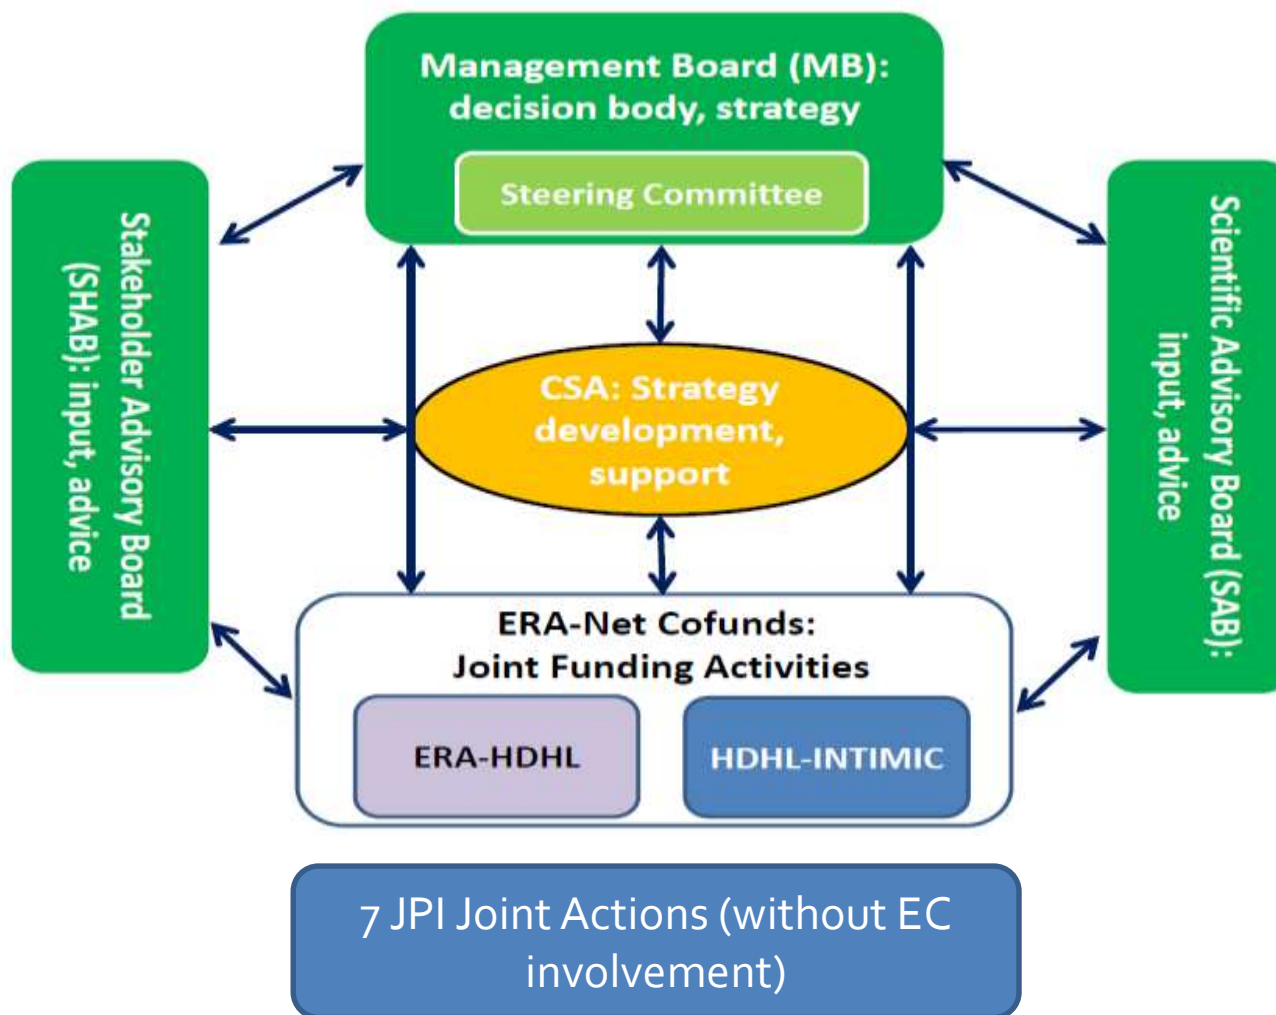 Management Board (MB):
decision body, strategy
Steering Committee
Stakeholder Advisory Board
(SHAB): input, advice
CSA: Strategy
development,
support
Scientific Advisory Board (SAB):
input, advice
ERA-Net Cofunds:
Joint Funding Activities
ERA-HDHL
HDHL-INTIMIC
7 JPI Joint Actions (without EC
involvement)